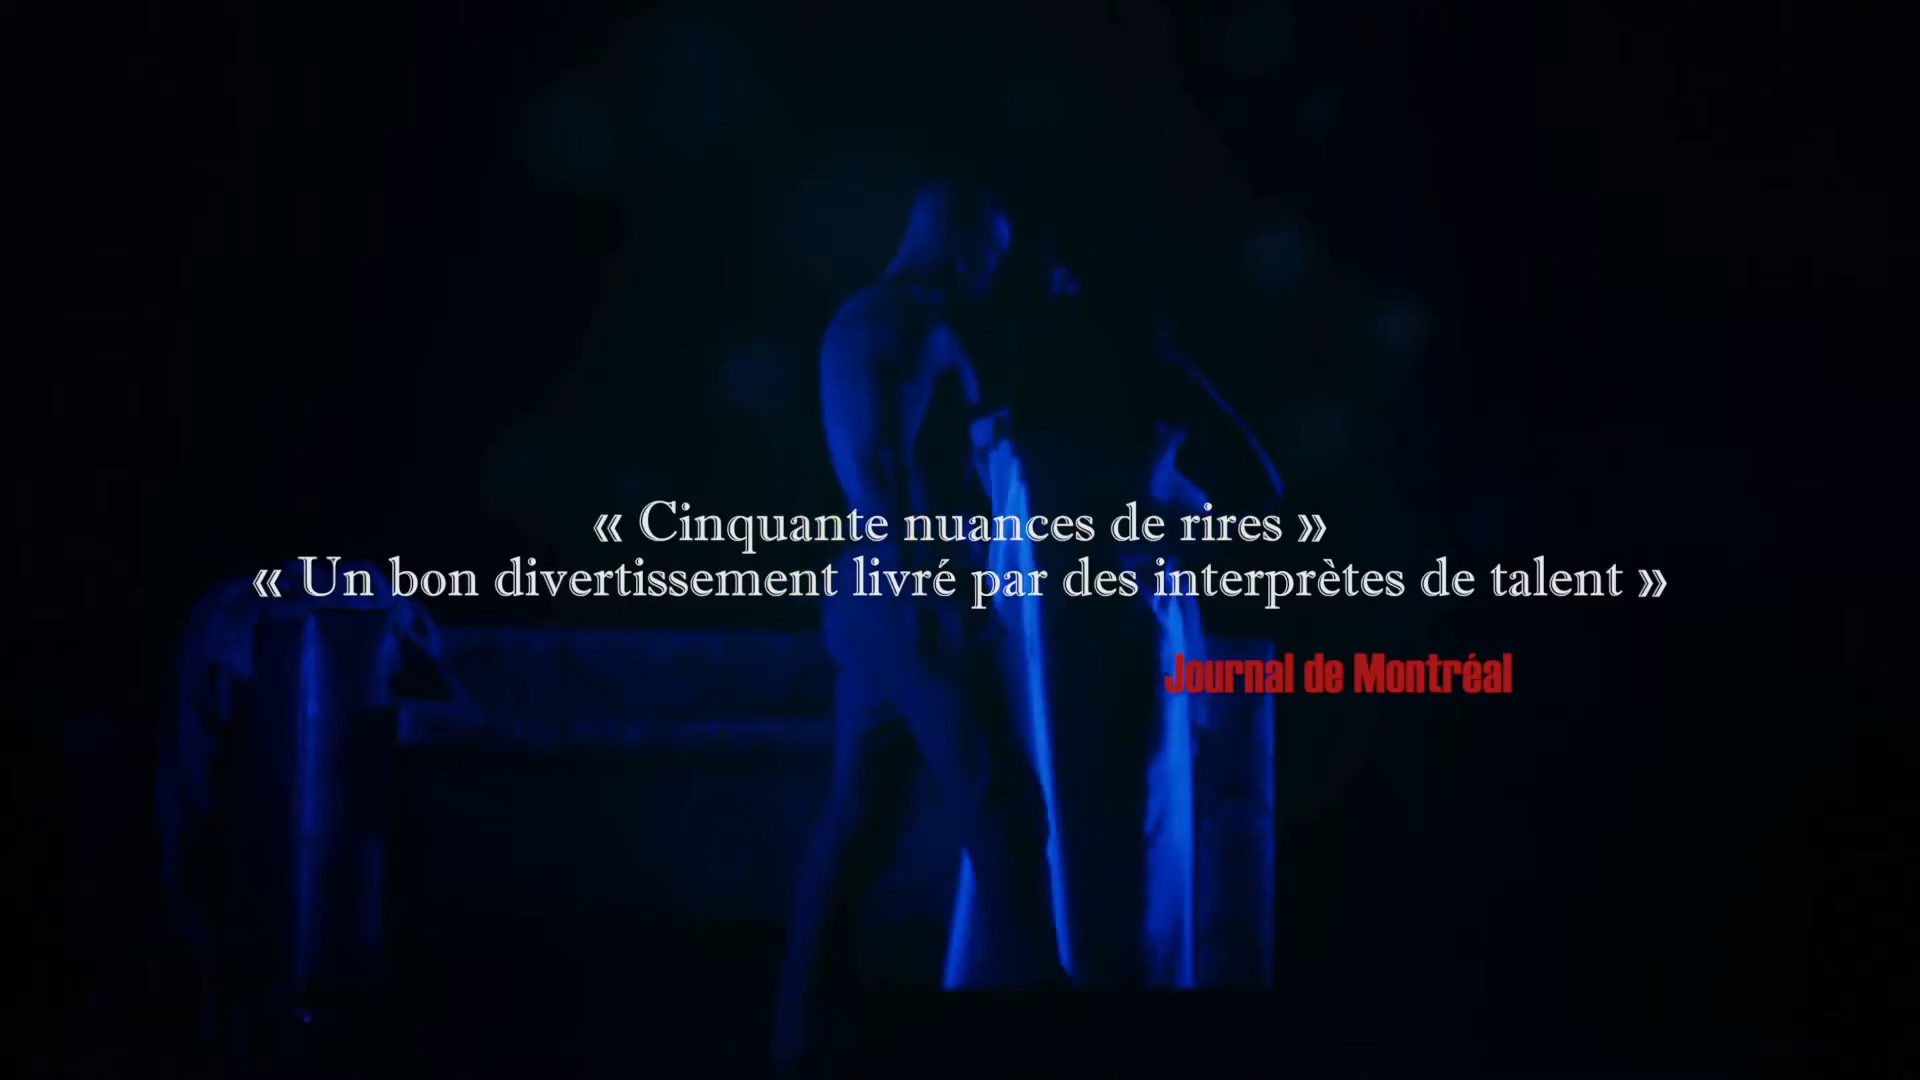 « Cinquante nuances de rires »
« Un bon divertissement livré par des interprètes de talent »
Journal de Montréal